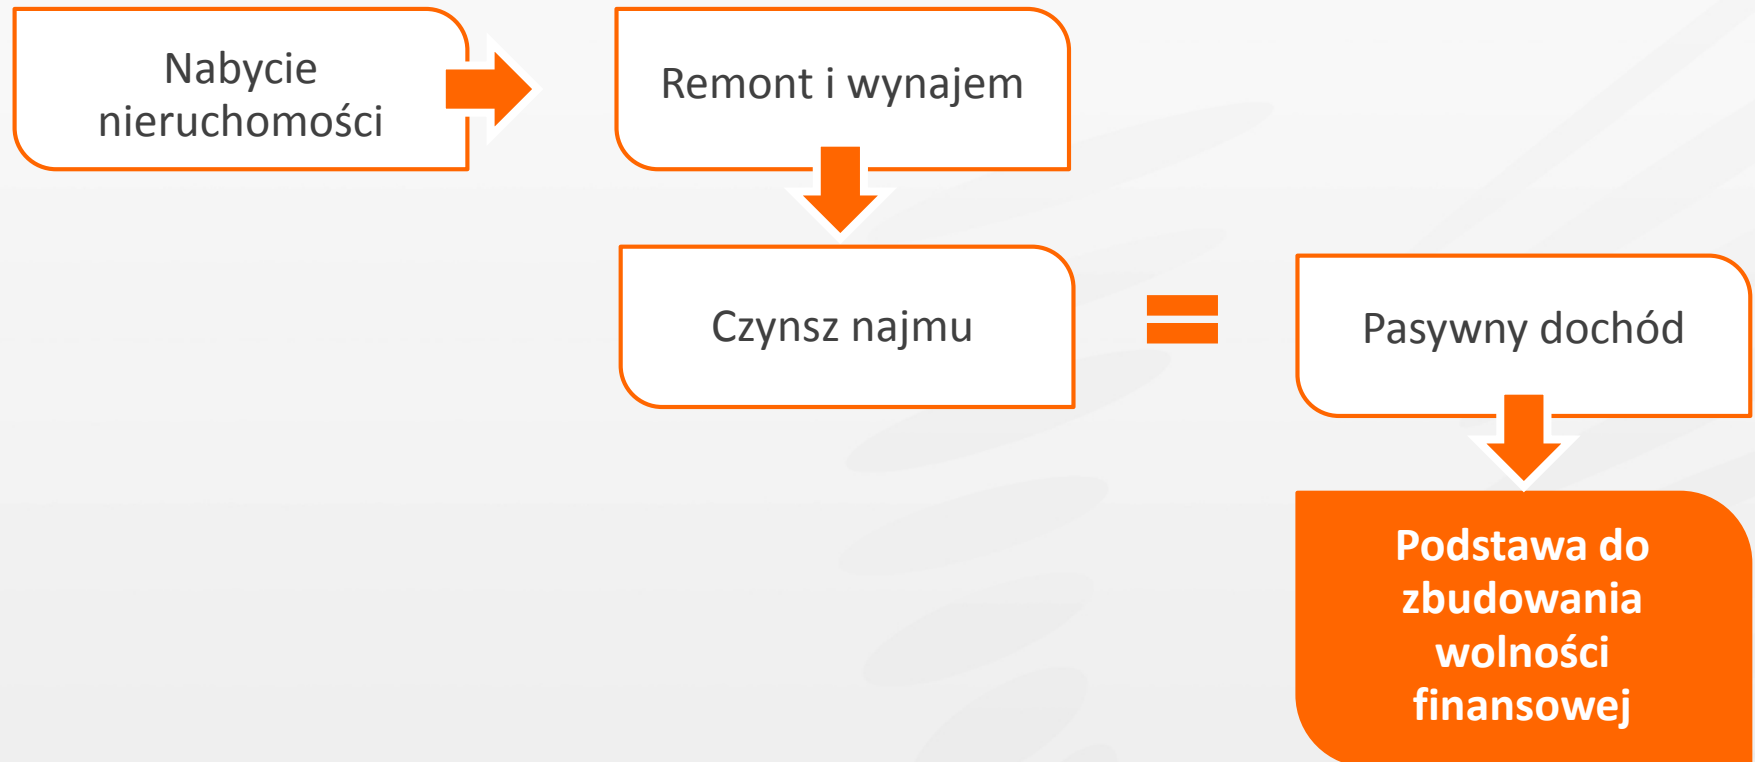 Nabycie
nieruchomości
Remont i wynajem
Czynsz najmu
Pasywny dochód
Podstawa do
zbudowania
wolności
finansowej